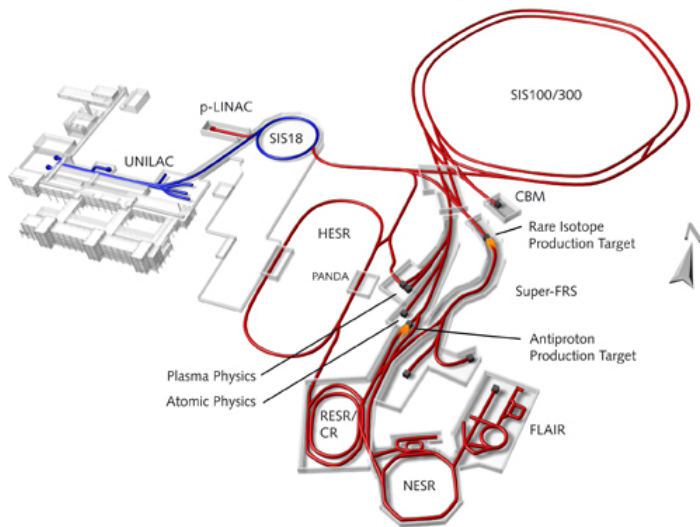 SIS100/300
p-LINAC
SIS18
UNILAC
CBM
Rare Isotope
Production Target
HESR
PANDA
Super-FRS
Antiproton
Production Target
Plasma Physics
Atomic Physics
RESR/
CR
FLAIR
NESR